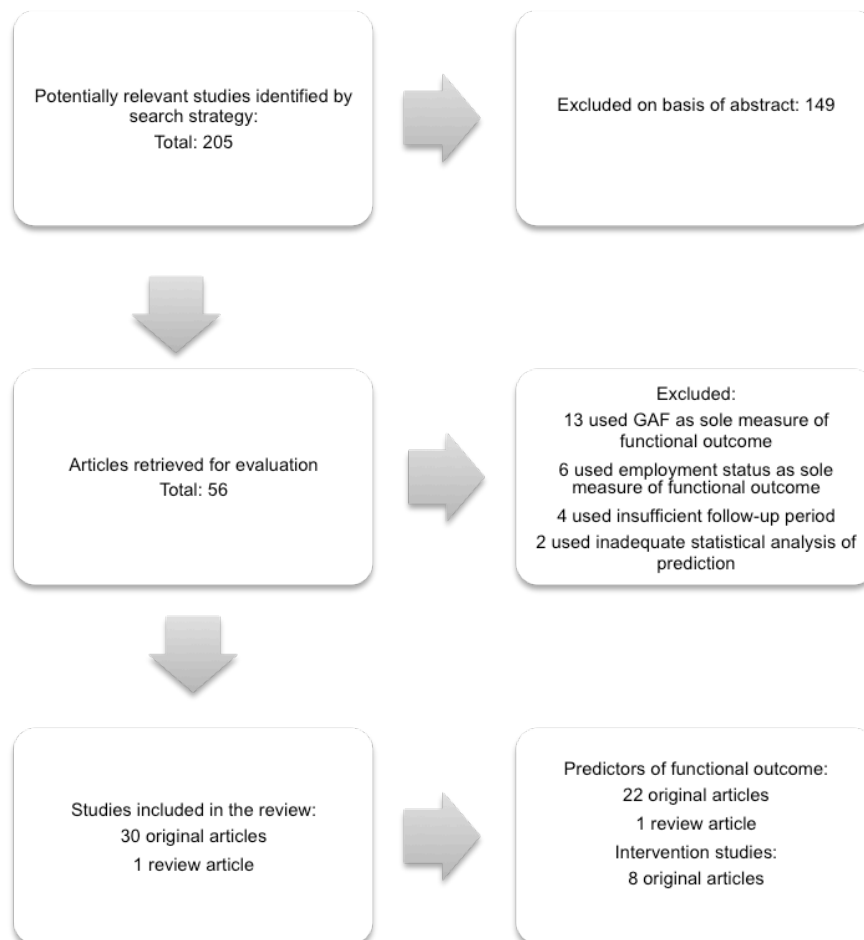 Potentially relevant studies identified by
search strategy:
Total: 205
Excluded on basis of abstract: 149
Articles retrieved for evaluation
Total: 56
Excluded:
13 used GAF as sole measure of
functional outcome
6 used employment status as sole
measure of functional outcome
4 used insufficient follow-up period
2 used inadequate statistical analysis of
prediction
Studies included in the review:
30 original articles
1 review article
Predictors of functional outcome:
22 original articles
1 review article
Intervention studies:
8 original articles